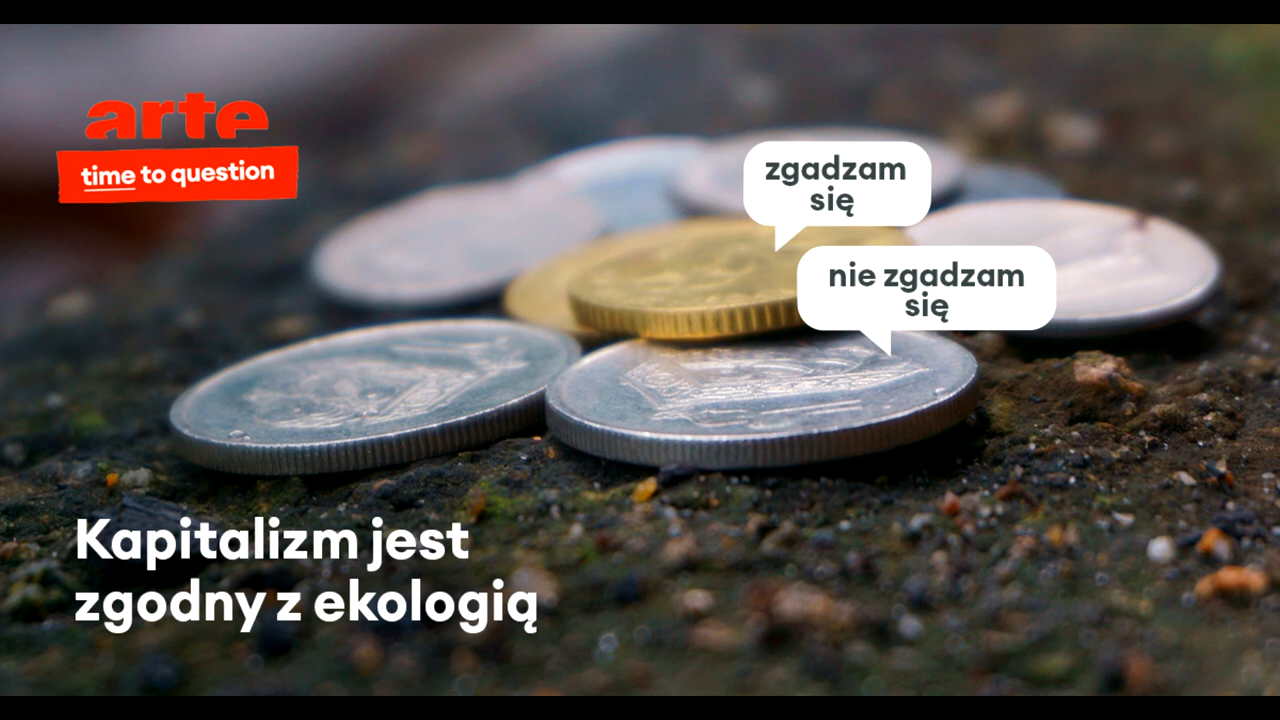 arte
time to question
zgadzam
się
nie zgadzam
się
Kapitalizm jest
zgodny z ekologią